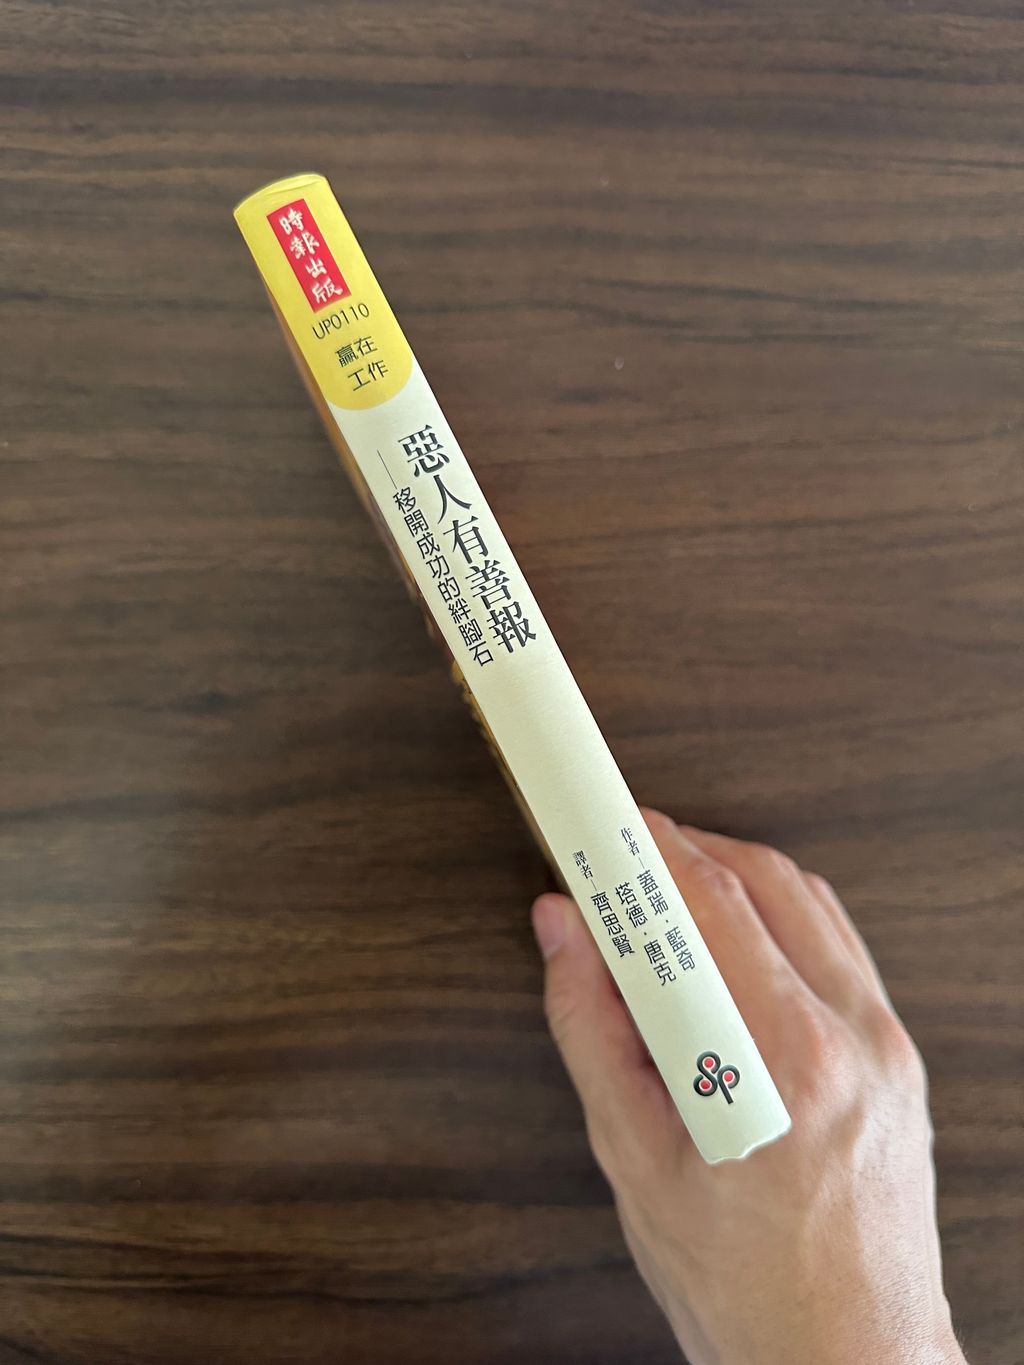 時報出版
UP0110
贏在
工作
惡人有善報
——移開成功的絆腳石
作者—蓋瑞．藍奇
塔德．唐克
譯者—齊思賢